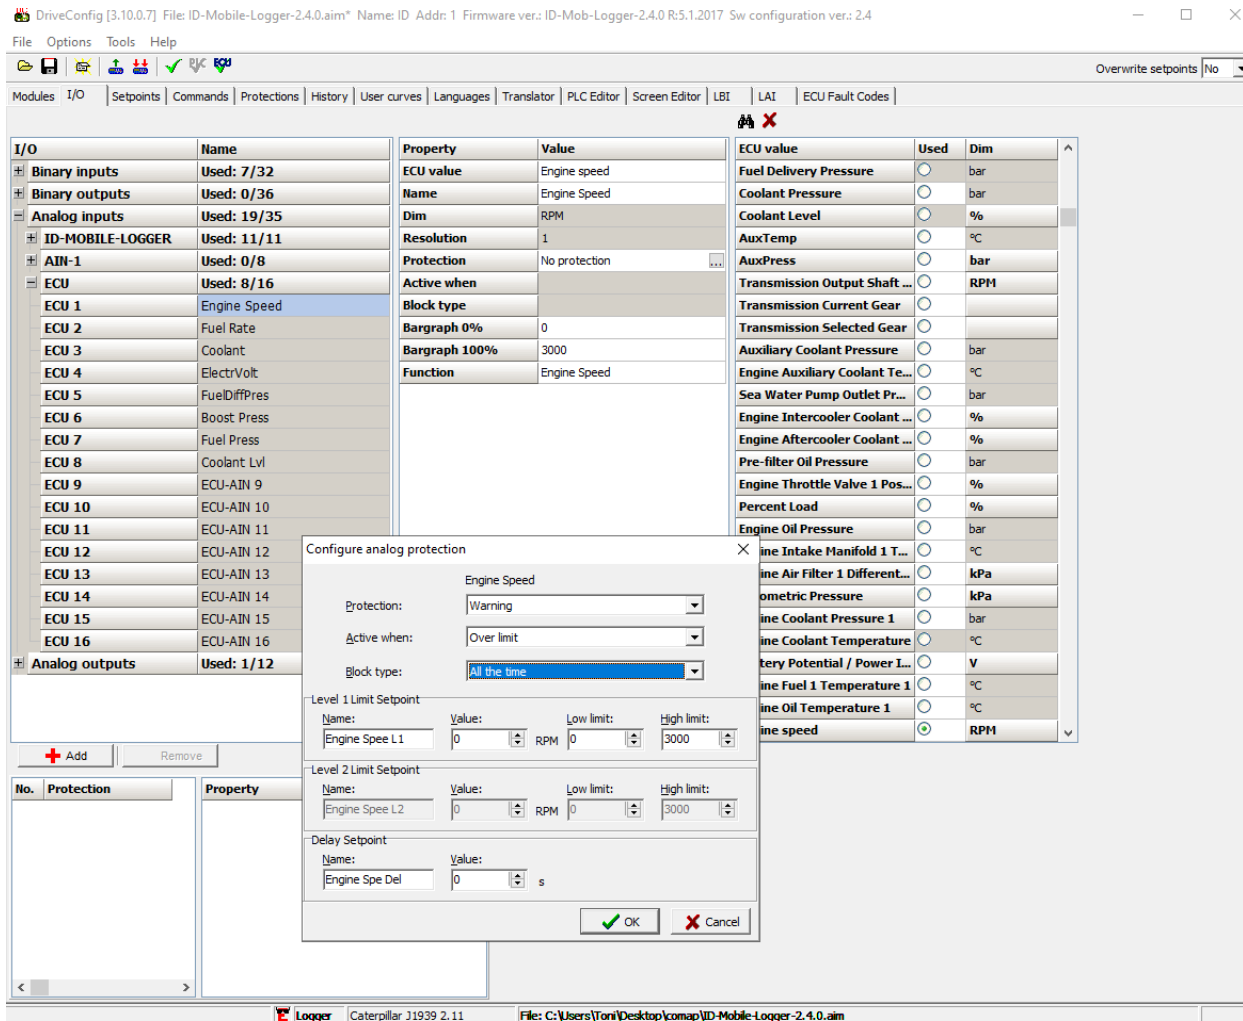 DriveConfig [3.10.0.7] File: ID-Mobile-Logger-2.4.0.aim* Name: ID Addr: 1 Firmware ver.: ID-Mob-Logger-2.4.0 R:5.1.2017 Sw configuration ver.: 2.4
File Options Tools Help
PLC ECU Overwrite setpoints No
Modules I/O Setpoints Commands Protections History User curves Languages Translator PLC Editor Screen Editor LBI LAI ECU Fault Codes
I/O Name Property Value ECU value Used Dim
Binary inputs Used: 7/32 ECU value Engine speed Fuel Delivery Pressure bar
Binary outputs Used: 0/36 Name Engine Speed Coolant Pressure bar
Analog inputs Used: 19/35 Dim RPM Coolant Level %
ID-MOBILE-LOGGER Used: 11/11 Resolution 1 AuxTemp °C
AIN-1 Used: 0/8 Protection No protection ... AuxPress bar
ECU Used: 8/16 Active when Transmission Output Shaft ... RPM
ECU 1 Engine Speed Block type Transmission Current Gear
ECU 2 Fuel Rate Bargraph 0% 0 Transmission Selected Gear
ECU 3 Coolant Bargraph 100% 3000 Auxiliary Coolant Pressure bar
ECU 4 ElectrVolt Function Engine Speed Engine Auxiliary Coolant Te... °C
ECU 5 FuelDiffPres Sea Water Pump Outlet Pr... bar
ECU 6 Boost Press Engine Intercooler Coolant ... %
ECU 7 Fuel Press Engine Aftercooler Coolant ... %
ECU 8 Coolant Lvl Pre-filter Oil Pressure bar
ECU 9 ECU-AIN 9 Engine Throttle Valve 1 Pos... %
ECU 10 ECU-AIN 10 Percent Load %
ECU 11 ECU-AIN 11 Engine Oil Pressure bar
ECU 12 ECU-AIN 12 Configure analog protection ine Intake Manifold 1 T... °C
ECU 13 ECU-AIN 13 Engine Speed ine Air Filter 1 Different... kPa
ECU 14 ECU-AIN 14 Protection: Warning ometric Pressure kPa
ECU 15 ECU-AIN 15 ine Coolant Pressure 1 bar
ECU 16 ECU-AIN 16 Active when: Over limit ine Coolant Temperature °C
Analog outputs Used: 1/12 Block type: All the time tery Potential / Power I... V
ine Fuel 1 Temperature 1 °C
Level 1 Limit Setpoint ine Oil Temperature 1 °C
Name: Value: Low limit: High limit:
Engine Spee L1 0 RPM 0 3000 ine speed RPM
Add Remove
Level 2 Limit Setpoint
No. Protection Property Name: Value: Low limit: High limit:
Engine Spee L2 0 RPM 0 3000
Delay Setpoint
Name: Value:
Engine Spe Del 0 s
OK Cancel
Logger Caterpillar J1939 2.11 File: C:\Users\Toni\Desktop\comap\ID-Mobile-Logger-2.4.0.aim